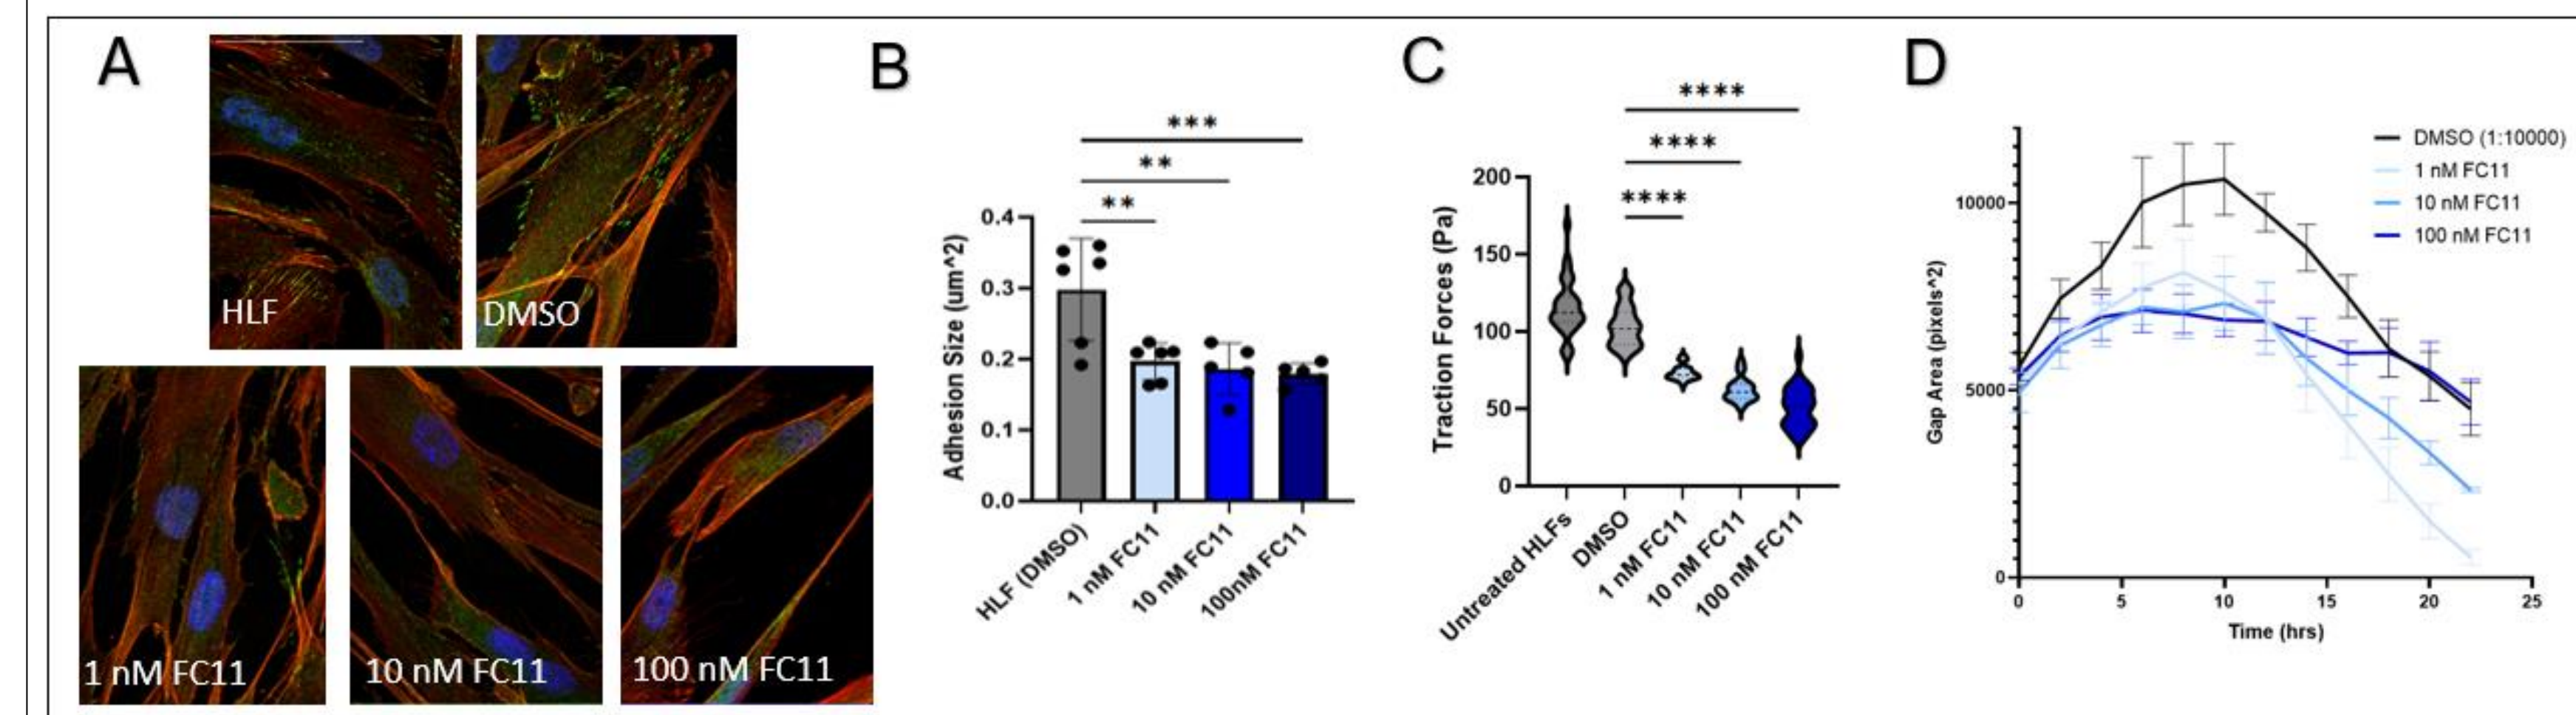 A
HLF
DMSO
1 nM FC11
10 nM FC11
100 nM FC11
B
***
**
**
Adhesion Size (um^2)
0.4
0.3
0.2
0.1
0.0
HLF (DMSO)
1 nM FC11
10 nM FC11
100nM FC11
C
****
****
****
Traction Forces (Pa)
200
150
100
50
0
Untreated HLFs
DMSO
1 nM FC11
10 nM FC11
100 nM FC11
D
DMSO (1:10000)
1 nM FC11
10 nM FC11
100 nM FC11
Gap Area (pixels^2)
10000
5000
0
0 5 10 15 20 25
Time (hrs)